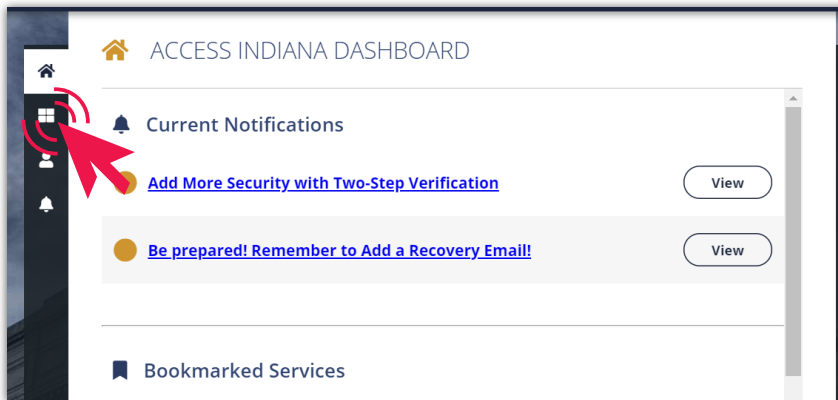 ACCESS INDIANA DASHBOARD
Current Notifications
Add More Security with Two-Step Verification
View
Be prepared! Remember to Add a Recovery Email!
View
Bookmarked Services